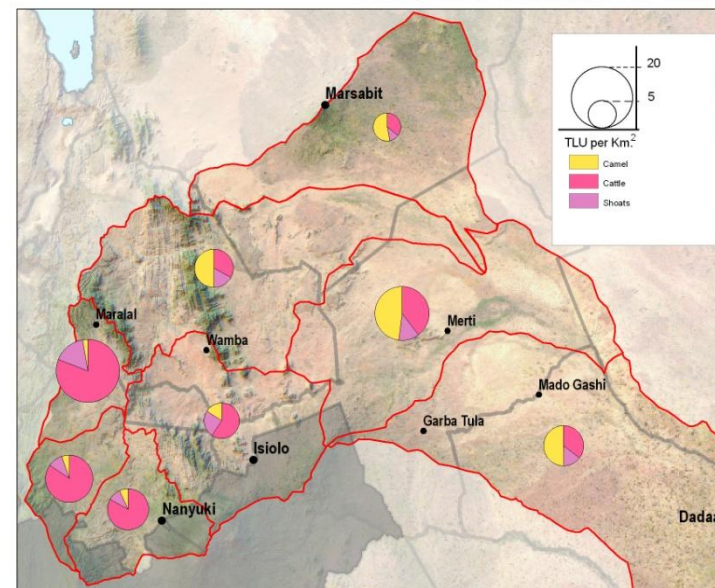 Marsabit
20
5
TLU per Km.²
Camel
Cattle
Shoats
Maralal
Merti
Wamba
Mado Gashi
Garba Tula
Isiolo
Nanyuki
Dadaa